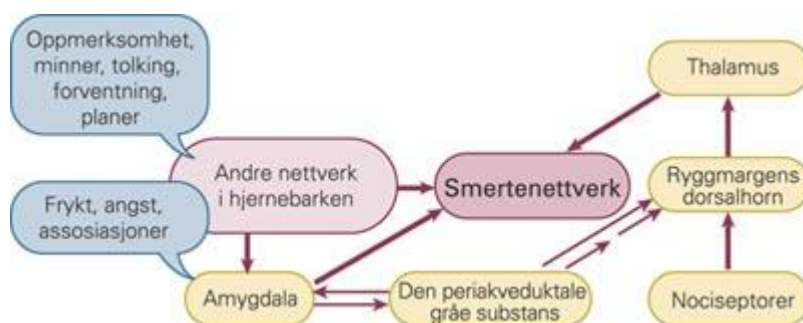 Oppmerksomhet,
minner, tolking,
forventning,
planer
Thalamus
Andre nettverk
i hjernebarken
Smertenettverk
Ryggmargens
dorsalhorn
Frykt, angst,
assosiasjoner
Amygdala
Den periakveduktale
gråe substans
Nociseptorer